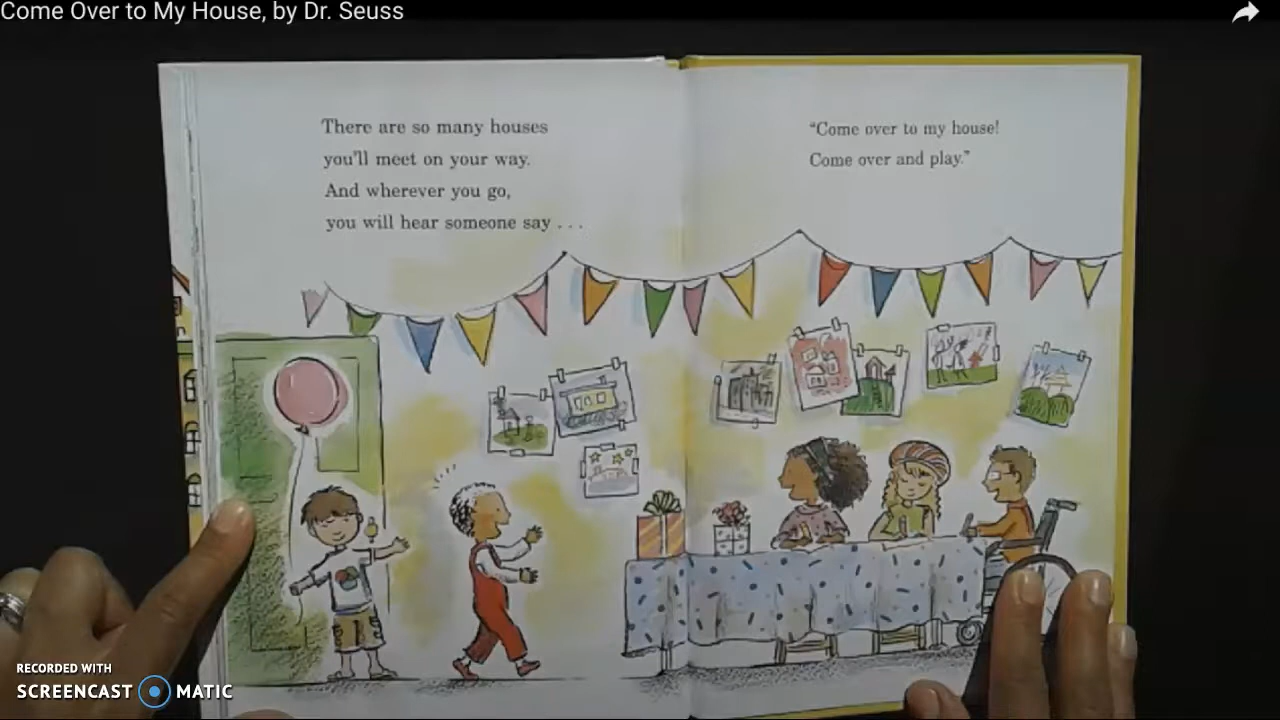 Come Over to My House, by Dr. Seuss
There are so many houses
you'll meet on your way.
And wherever you go,
you will hear someone say . . .
"Come over to my house!
Come over and play."
RECORDED WITH
SCREENCAST MATIC